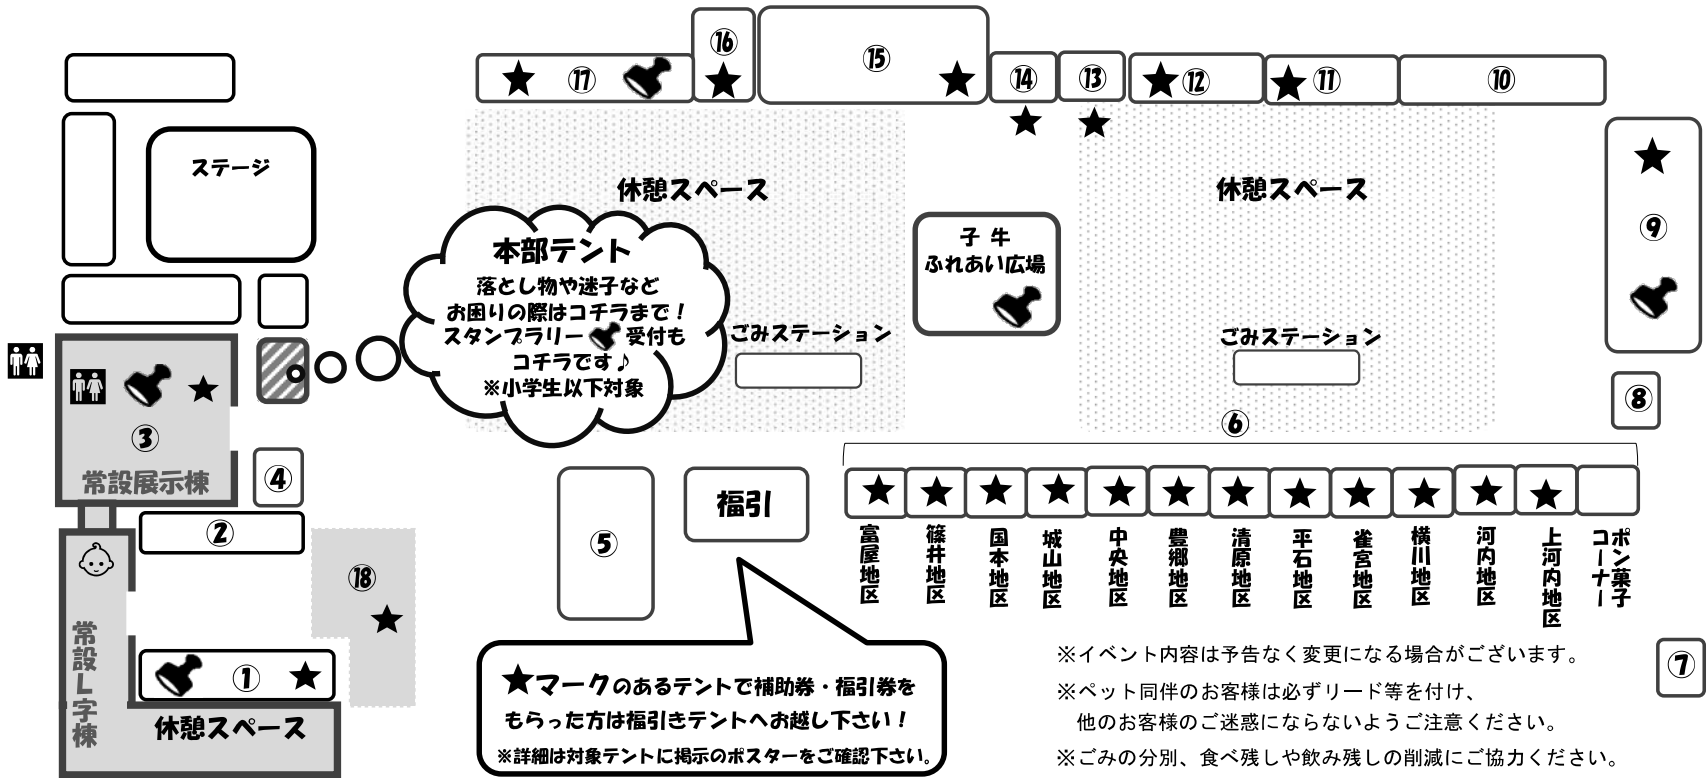 ⑯
⑰
⑮
⑭
⑬
⑫
⑪
⑩
ステージ
休憩スペース
休憩スペース
⑨
子 牛
ふれあい広場
本部テント
落とし物や迷子など
お困りの際はコチラまで！
スタンプラリー 受付も
コチラです♪
※小学生以下対象
ごみステーション
ごみステーション
⑧
⑥
③
常設展示棟
④
②
⑤
福引
富屋地区
篠井地区
国本地区
城山地区
中央地区
豊郷地区
清原地区
平石地区
雀宮地区
横川地区
河内地区
上河内地区
ポン菓子
コーナー
⑱
常設L字棟
①
休憩スペース
★マークのあるテントで補助券・福引券を
もらった方は福引きテントへお越し下さい！
※詳細は対象テントに掲示のポスターをご確認下さい。
⑦
※イベント内容は予告なく変更になる場合がございます。
※ペット同伴のお客様は必ずリード等を付け、
他のお客様のご迷惑にならないようご注意ください。
※ごみの分別、食べ残しや飲み残しの削減にご協力ください。